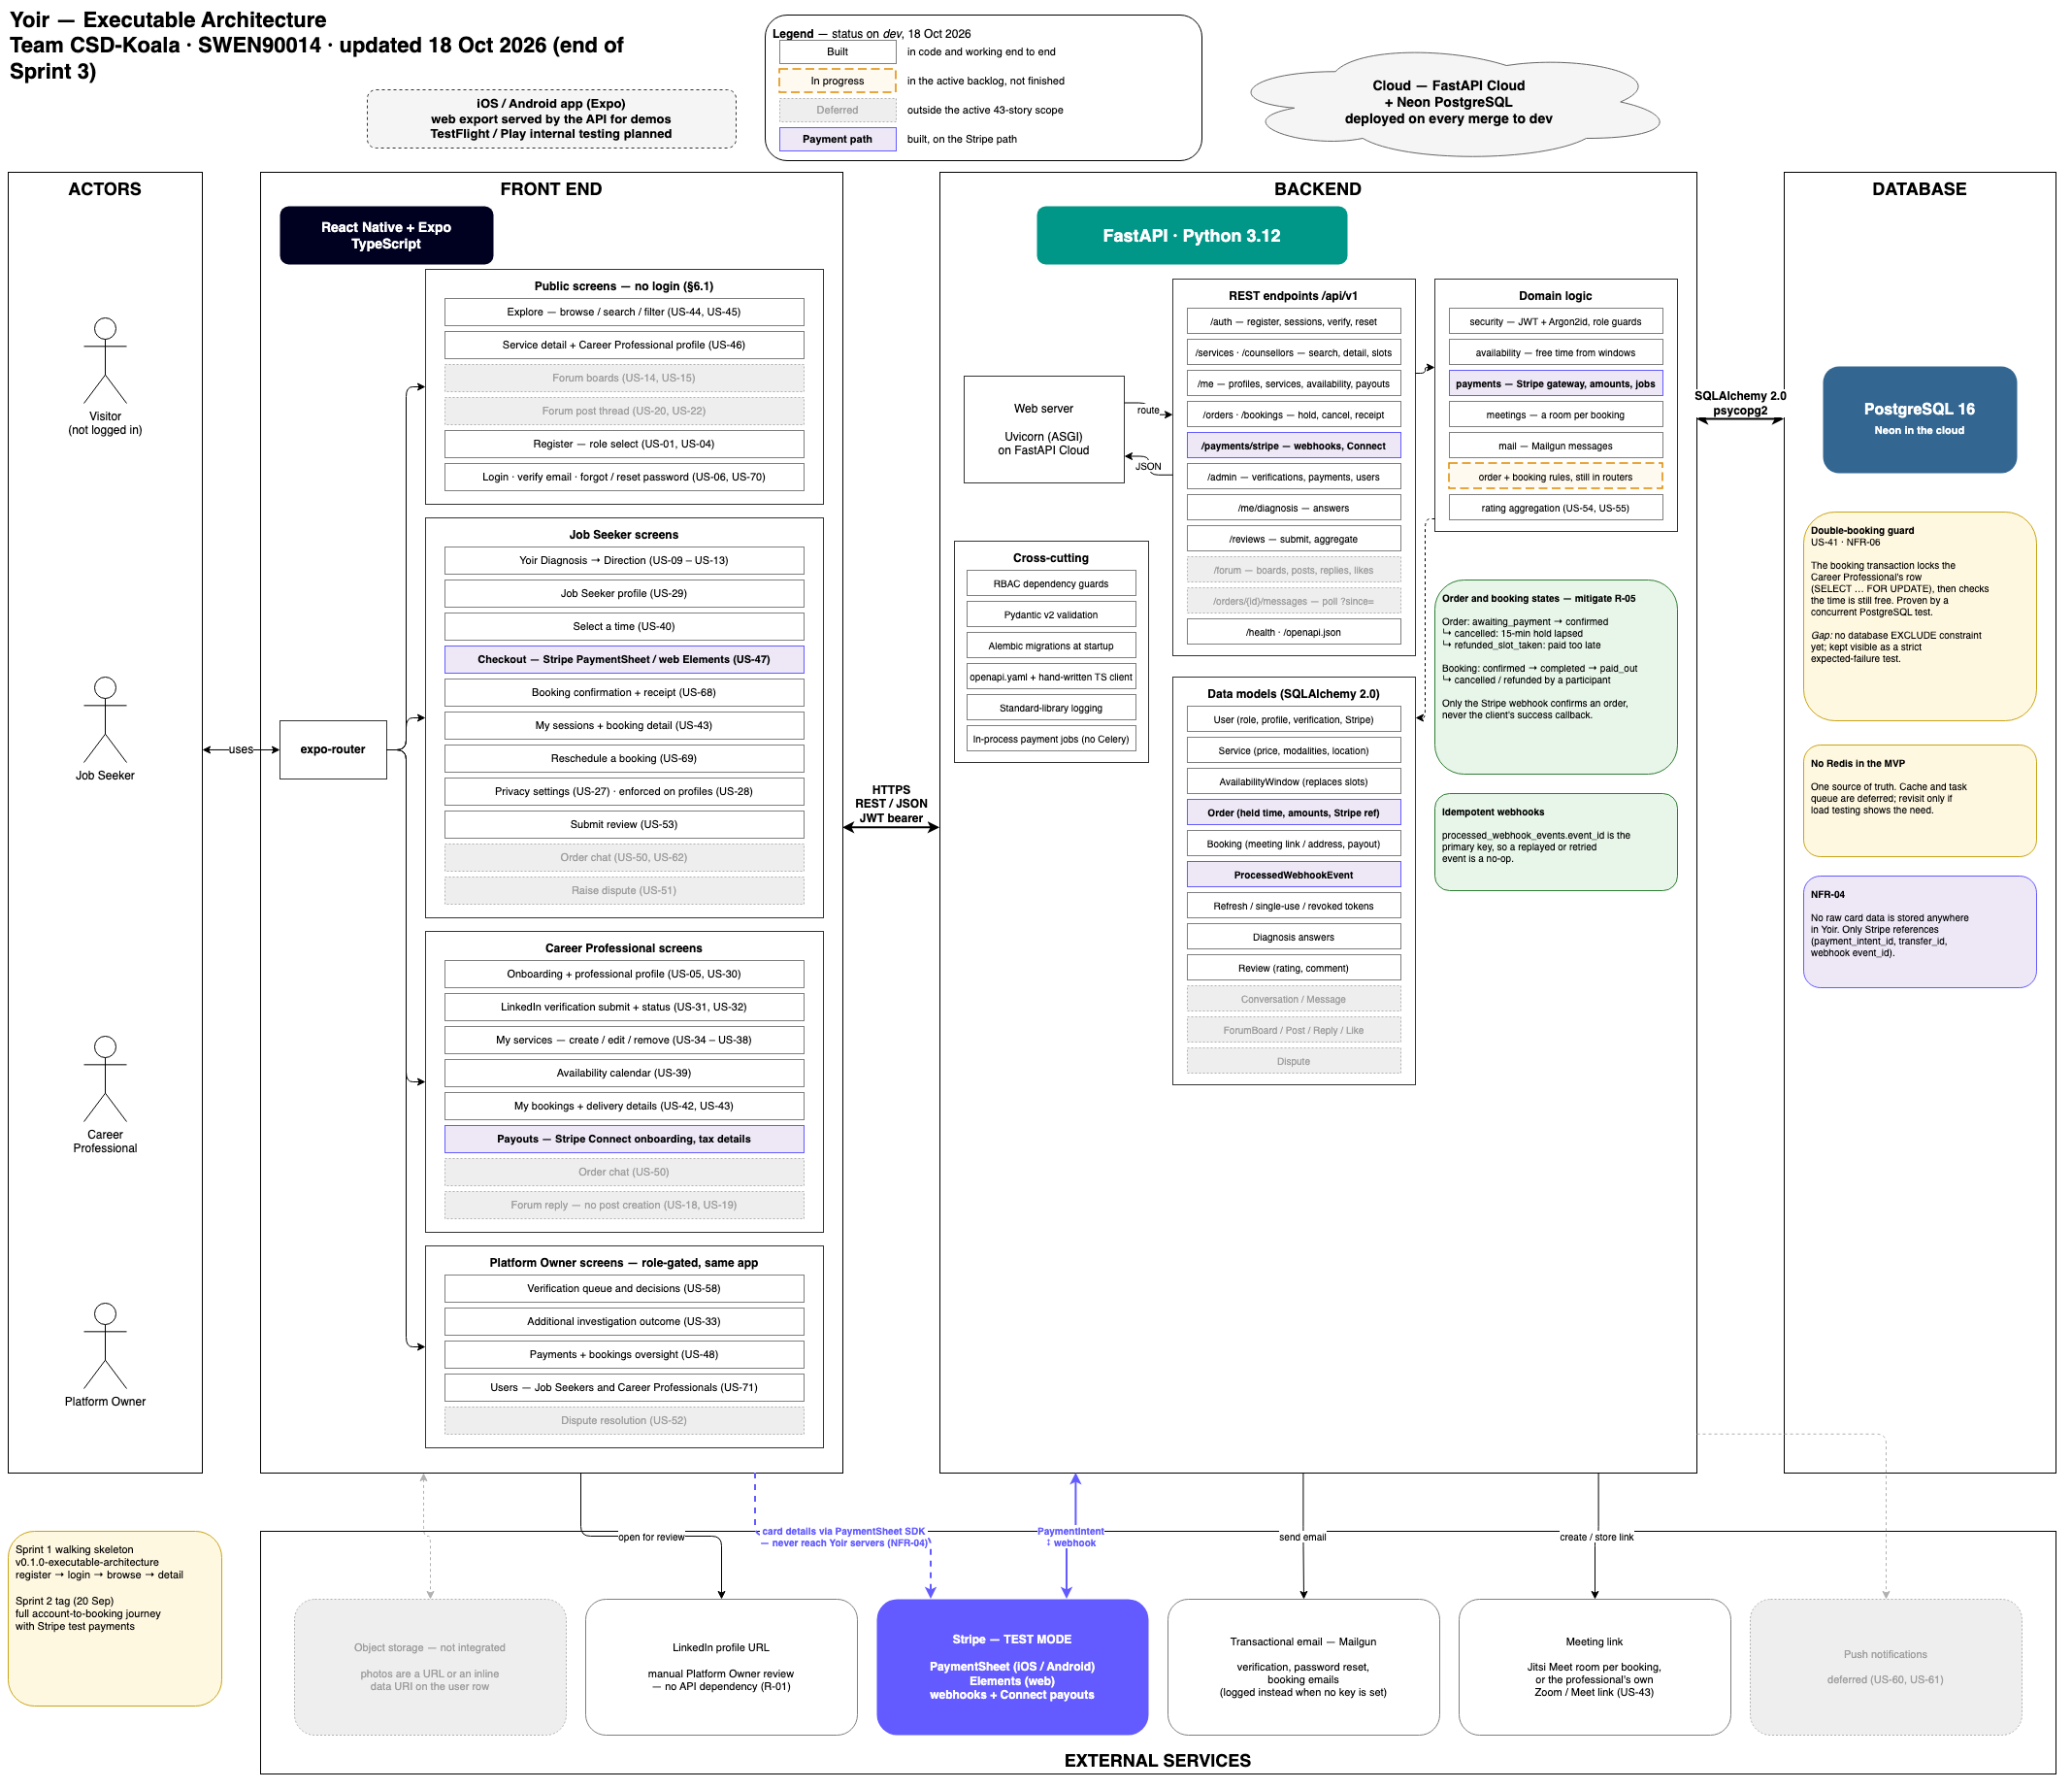 Yoir — Executable Architecture
Team CSD-Koala · SWEN90014 · updated 18 Oct 2026 (end of
Sprint 3)
iOS / Android app (Expo)
web export served by the API for demos
TestFlight / Play internal testing planned
Legend — status on dev, 18 Oct 2026
Built
in code and working end to end
In progress
in the active backlog, not finished
Deferred
outside the active 43-story scope
Payment path
built, on the Stripe path
Cloud — FastAPI Cloud
+ Neon PostgreSQL
deployed on every merge to dev
ACTORS
Visitor
(not logged in)
Job Seeker
Career
Professional
Platform Owner
uses
FRONT END
React Native + Expo
TypeScript
expo-router
Public screens — no login (§6.1)
Explore — browse / search / filter (US-44, US-45)
Service detail + Career Professional profile (US-46)
Forum boards (US-14, US-15)
Forum post thread (US-20, US-22)
Register — role select (US-01, US-04)
Login · verify email · forgot / reset password (US-06, US-70)
Job Seeker screens
Yoir Diagnosis → Direction (US-09 – US-13)
Job Seeker profile (US-29)
Select a time (US-40)
Checkout — Stripe PaymentSheet / web Elements (US-47)
Booking confirmation + receipt (US-68)
My sessions + booking detail (US-43)
Reschedule a booking (US-69)
Privacy settings (US-27) · enforced on profiles (US-28)
Submit review (US-53)
Order chat (US-50, US-62)
Raise dispute (US-51)
Career Professional screens
Onboarding + professional profile (US-05, US-30)
LinkedIn verification submit + status (US-31, US-32)
My services — create / edit / remove (US-34 – US-38)
Availability calendar (US-39)
My bookings + delivery details (US-42, US-43)
Payouts — Stripe Connect onboarding, tax details
Order chat (US-50)
Forum reply — no post creation (US-18, US-19)
Platform Owner screens — role-gated, same app
Verification queue and decisions (US-58)
Additional investigation outcome (US-33)
Payments + bookings oversight (US-48)
Users — Job Seekers and Career Professionals (US-71)
Dispute resolution (US-52)
HTTPS
REST / JSON
JWT bearer
BACKEND
FastAPI · Python 3.12
Web server
Uvicorn (ASGI)
on FastAPI Cloud
route
JSON
Cross-cutting
RBAC dependency guards
Pydantic v2 validation
Alembic migrations at startup
openapi.yaml + hand-written TS client
Standard-library logging
In-process payment jobs (no Celery)
REST endpoints /api/v1
/auth — register, sessions, verify, reset
/services · /counsellors — search, detail, slots
/me — profiles, services, availability, payouts
/orders · /bookings — hold, cancel, receipt
/payments/stripe — webhooks, Connect
/admin — verifications, payments, users
/me/diagnosis — answers
/reviews — submit, aggregate
/forum — boards, posts, replies, likes
/orders/{id}/messages — poll ?since=
/health · /openapi.json
Data models (SQLAlchemy 2.0)
User (role, profile, verification, Stripe)
Service (price, modalities, location)
AvailabilityWindow (replaces slots)
Order (held time, amounts, Stripe ref)
Booking (meeting link / address, payout)
ProcessedWebhookEvent
Refresh / single-use / revoked tokens
Diagnosis answers
Review (rating, comment)
Conversation / Message
ForumBoard / Post / Reply / Like
Dispute
Domain logic
security — JWT + Argon2id, role guards
availability — free time from windows
payments — Stripe gateway, amounts, jobs
meetings — a room per booking
mail — Mailgun messages
order + booking rules, still in routers
rating aggregation (US-54, US-55)
Order and booking states — mitigate R-05
Order: awaiting_payment → confirmed
↳ cancelled: 15-min hold lapsed
↳ refunded_slot_taken: paid too late
Booking: confirmed → completed → paid_out
↳ cancelled / refunded by a participant
Only the Stripe webhook confirms an order,
never the client's success callback.
Idempotent webhooks
processed_webhook_events.event_id is the
primary key, so a replayed or retried
event is a no-op.
SQLAlchemy 2.0
psycopg2
DATABASE
PostgreSQL 16
Neon in the cloud
Double-booking guard
US-41 · NFR-06
The booking transaction locks the
Career Professional's row
(SELECT … FOR UPDATE), then checks
the time is still free. Proven by a
concurrent PostgreSQL test.
Gap: no database EXCLUDE constraint
yet; kept visible as a strict
expected-failure test.
No Redis in the MVP
One source of truth. Cache and task
queue are deferred; revisit only if
load testing shows the need.
NFR-04
No raw card data is stored anywhere
in Yoir. Only Stripe references
(payment_intent_id, transfer_id,
webhook event_id).
Sprint 1 walking skeleton
v0.1.0-executable-architecture
register → login → browse → detail
Sprint 2 tag (20 Sep)
full account-to-booking journey
with Stripe test payments
open for review
card details via PaymentSheet SDK
— never reach Yoir servers (NFR-04)
PaymentIntent
↕ webhook
send email
create / store link
Object storage — not integrated
photos are a URL or an inline
data URI on the user row
LinkedIn profile URL
manual Platform Owner review
— no API dependency (R-01)
Stripe — TEST MODE
PaymentSheet (iOS / Android)
Elements (web)
webhooks + Connect payouts
Transactional email — Mailgun
verification, password reset,
booking emails
(logged instead when no key is set)
Meeting link
Jitsi Meet room per booking,
or the professional's own
Zoom / Meet link (US-43)
Push notifications
deferred (US-60, US-61)
EXTERNAL SERVICES